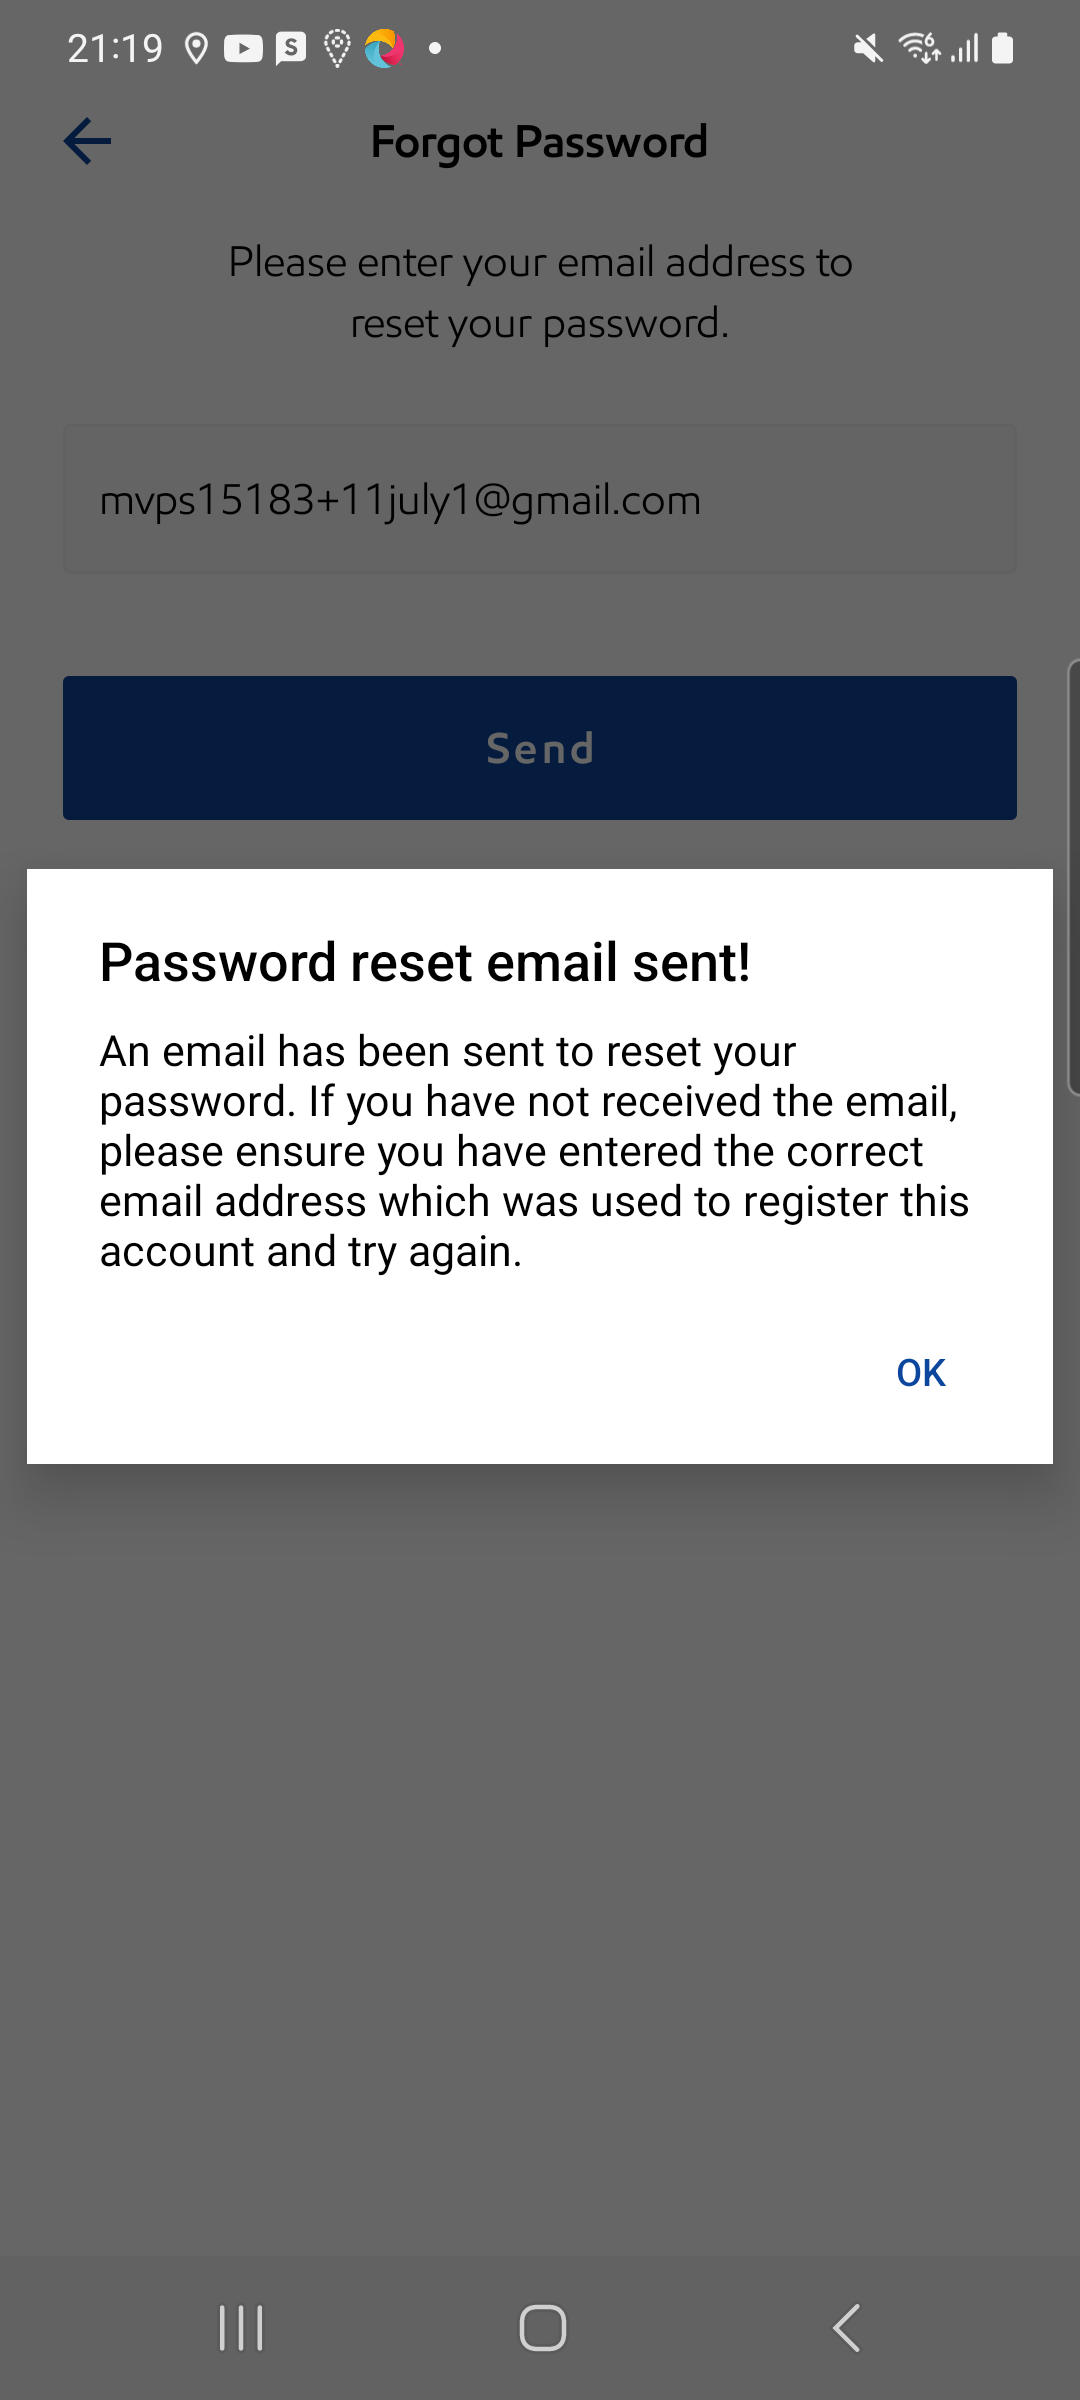 21:19
Forgot Password
Please enter your email address to
reset your password.
mvps15183+11july1@gmail.com
Send
Password reset email sent!
An email has been sent to reset your
password. If you have not received the email,
please ensure you have entered the correct
email address which was used to register this
account and try again.
OK